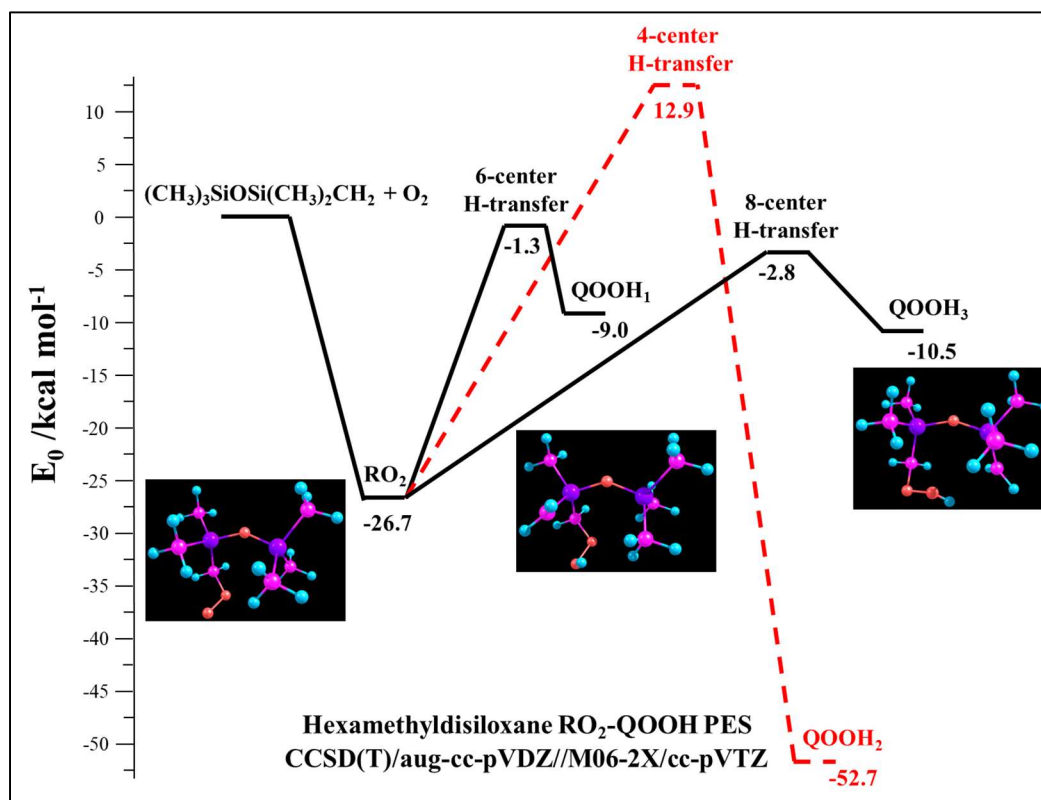 4-center
H-transfer
12.9
10
(CH₃)₃SiOSi(CH₃)₂CH₂ + O₂
6-center
H-transfer
-1.3
8-center
H-transfer
-2.8
0
-5
QOOH₁
-9.0
QOOH₃
-10.5
-10
-15
-20
E₀ /kcal mol⁻¹
-25
RO₂
-26.7
-30
-35
-40
-45
-50
Hexamethyldisiloxane RO₂-QOOH PES
CCSD(T)/aug-cc-pVDZ//M06-2X/cc-pVTZ
QOOH₂
-52.7